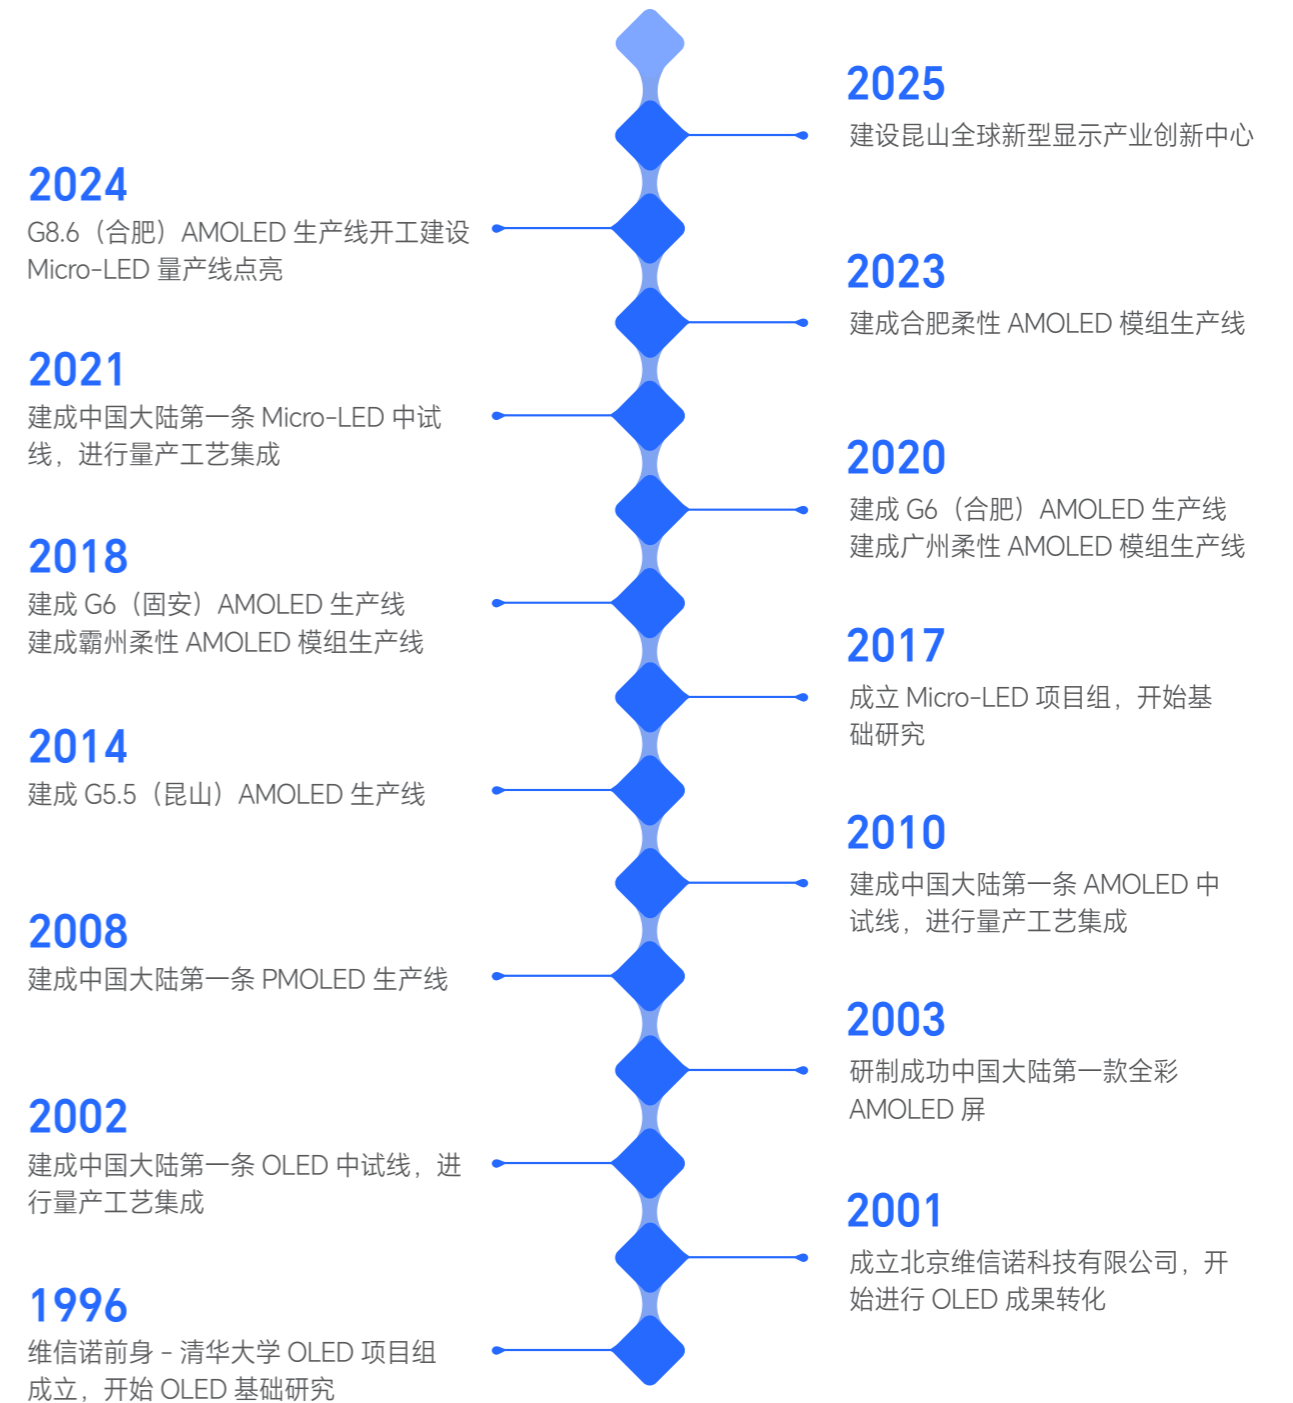 2025
建设昆山全球新型显示产业创新中心
2024
G8.6（合肥）AMOLED 生产线开工建设
Micro-LED 量产线点亮
2023
建成合肥柔性 AMOLED 模组生产线
2021
建成中国大陆第一条 Micro-LED 中试
线，进行量产工艺集成
2020
建成 G6（合肥）AMOLED 生产线
建成广州柔性 AMOLED 模组生产线
2018
建成 G6（固安）AMOLED 生产线
建成霸州柔性 AMOLED 模组生产线
2017
成立 Micro-LED 项目组，开始基
础研究
2014
建成 G5.5（昆山）AMOLED 生产线
2010
建成中国大陆第一条 AMOLED 中
试线，进行量产工艺集成
2008
建成中国大陆第一条 PMOLED 生产线
2003
研制成功中国大陆第一款全彩
AMOLED 屏
2002
建成中国大陆第一条 OLED 中试线，进
行量产工艺集成
2001
成立北京维信诺科技有限公司，开
始进行 OLED 成果转化
1996
维信诺前身 - 清华大学 OLED 项目组
成立，开始 OLED 基础研究